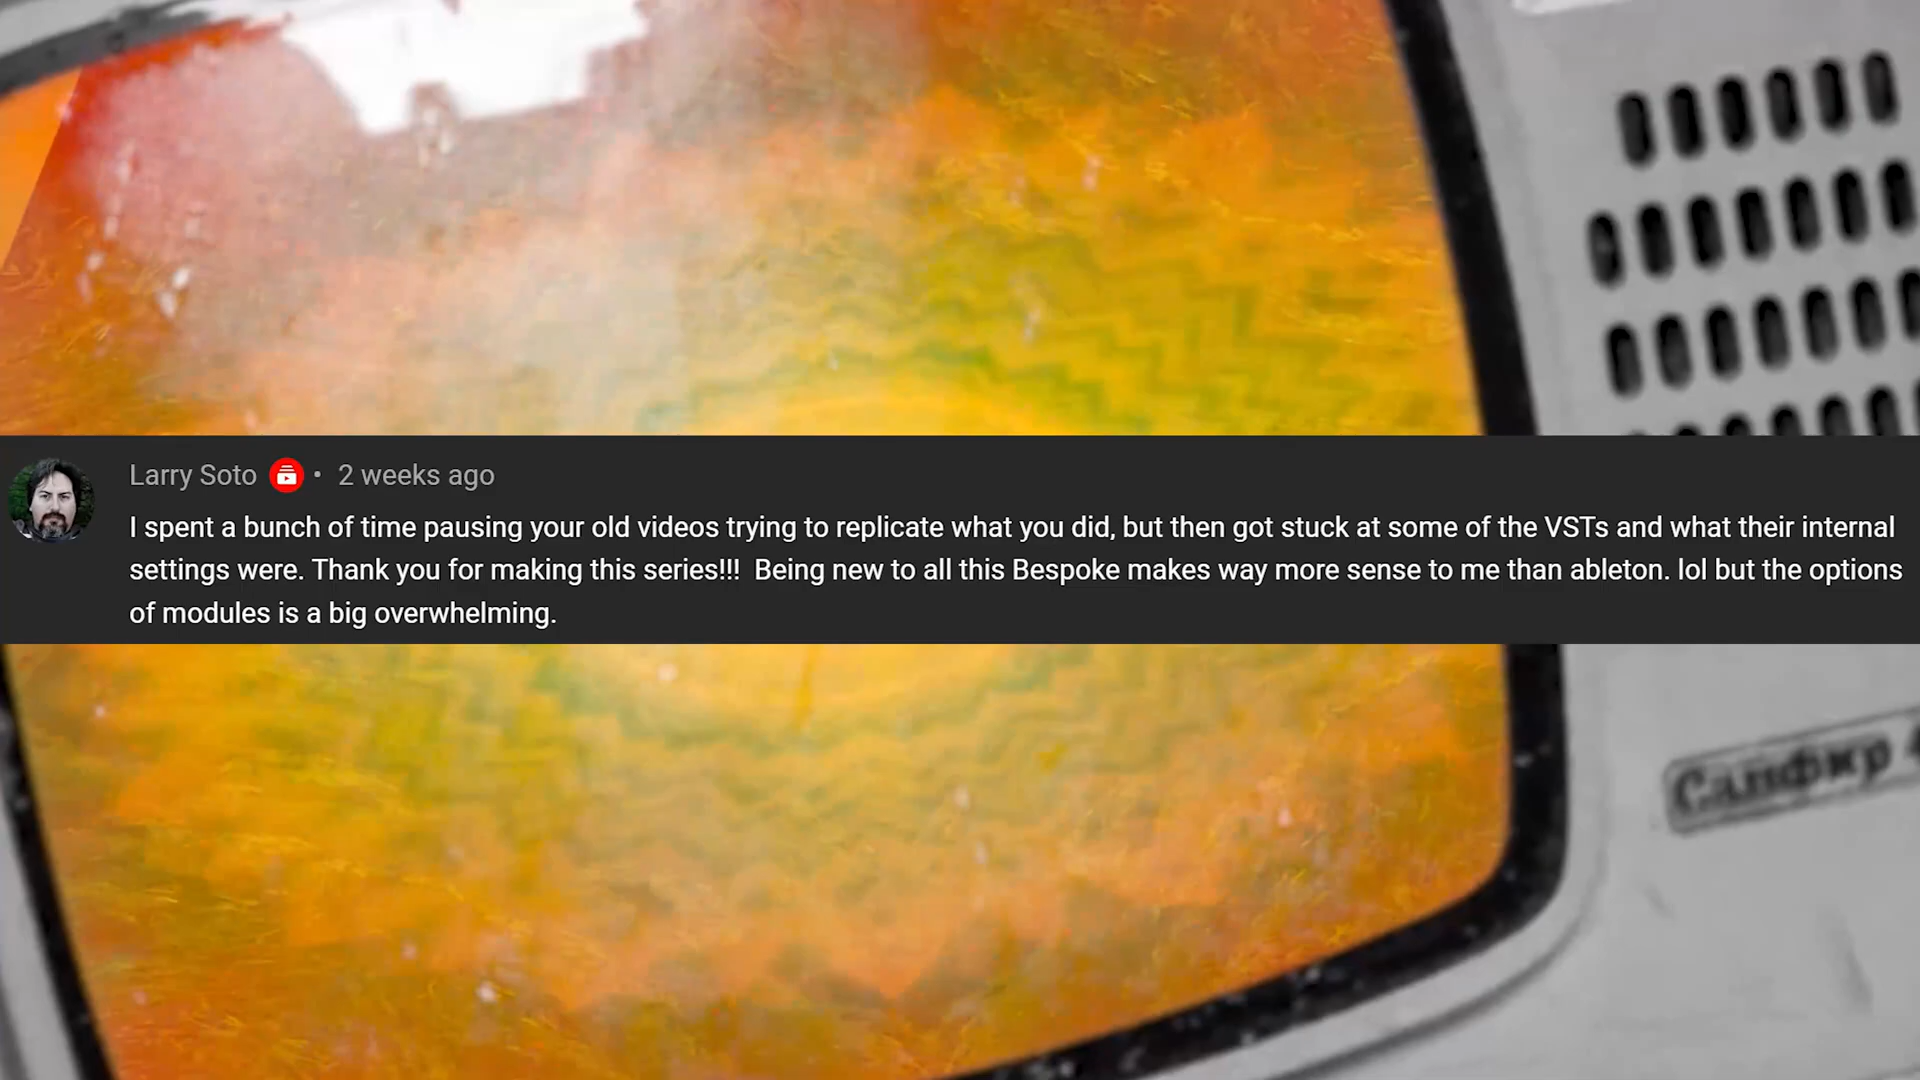 Larry Soto • 2 weeks ago
I spent a bunch of time pausing your old videos trying to replicate what you did, but then got stuck at some of the VSTs and what their internal
settings were. Thank you for making this series!!!  Being new to all this Bespoke makes way more sense to me than ableton. lol but the options
of modules is a big overwhelming.
Сапфир 4